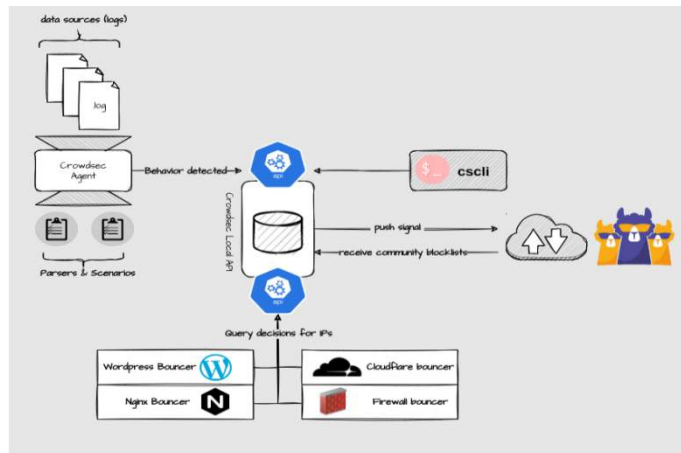 data sources (logs)
.log
Crowdsec
Agent
Behavior detected
api
$_
cscli
Crowdsec Local API
push signal
receive community blocklists
Parsers & Scenarios
api
Query decisions for IPs
Wordpress Bouncer
Cloudflare bouncer
Nginx Bouncer
N
Firewall bouncer